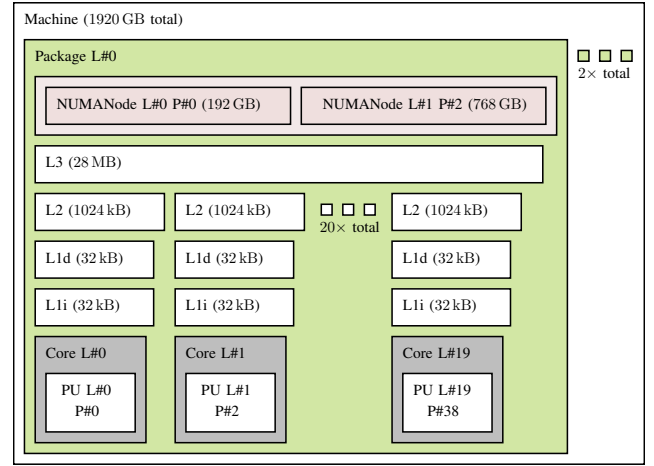 Machine (1920 GB total)
Package L#0
2× total
NUMANode L#0 P#0 (192 GB)
NUMANode L#1 P#2 (768 GB)
L3 (28 MB)
L2 (1024 kB)
L2 (1024 kB)
20× total
L2 (1024 kB)
L1d (32 kB)
L1d (32 kB)
L1d (32 kB)
L1i (32 kB)
L1i (32 kB)
L1i (32 kB)
Core L#0
Core L#1
Core L#19
PU L#0
P#0
PU L#1
P#2
PU L#19
P#38